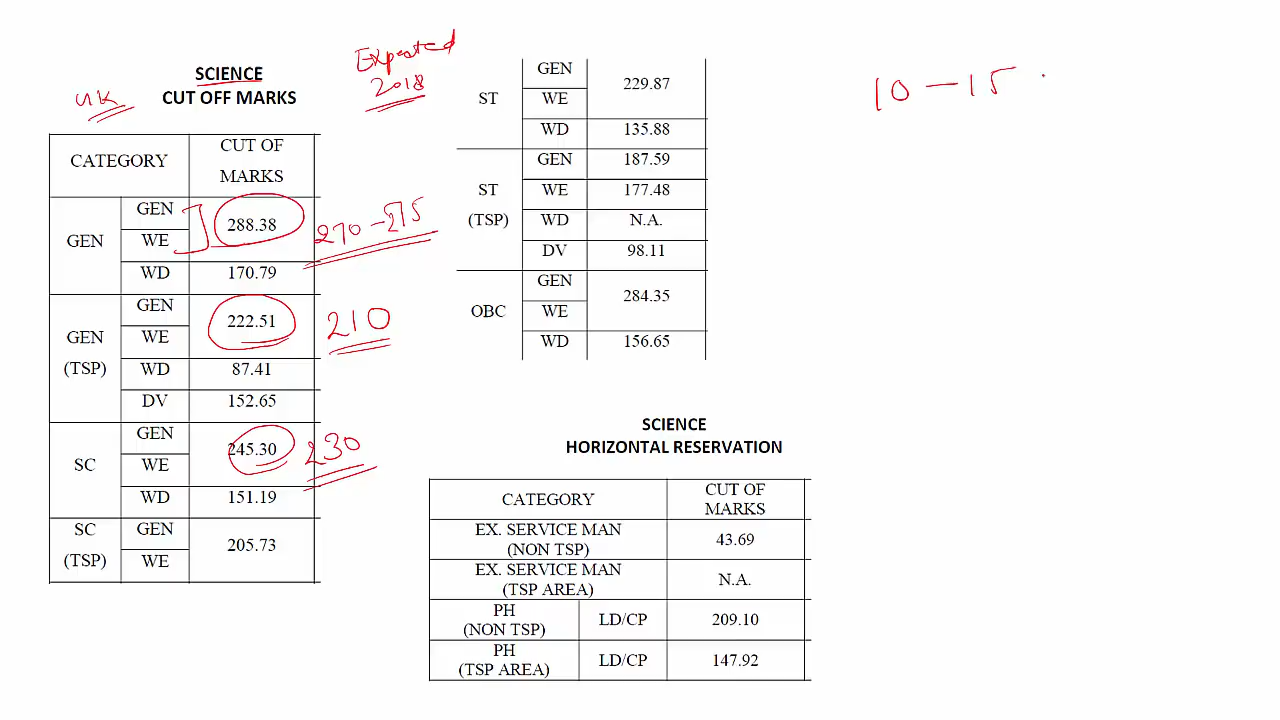 SCIENCE
CUT OFF MARKS
UK
Expected
2018
CATEGORY CUT OF MARKS
GEN GEN 288.38 270-275
WE
WD 170.79
GEN (TSP) GEN 222.51 210
WE
WD 87.41
DV 152.65
SC GEN 245.30 230
WE
WD 151.19
SC (TSP) GEN 205.73
WE
ST GEN 229.87
WE
WD 135.88
ST (TSP) GEN 187.59
WE 177.48
WD N.A.
DV 98.11
OBC GEN 284.35
WE
WD 156.65
SCIENCE
HORIZONTAL RESERVATION
CATEGORY CUT OF MARKS
EX. SERVICE MAN (NON TSP) 43.69
EX. SERVICE MAN (TSP AREA) N.A.
PH (NON TSP) LD/CP 209.10
PH (TSP AREA) LD/CP 147.92
10-15